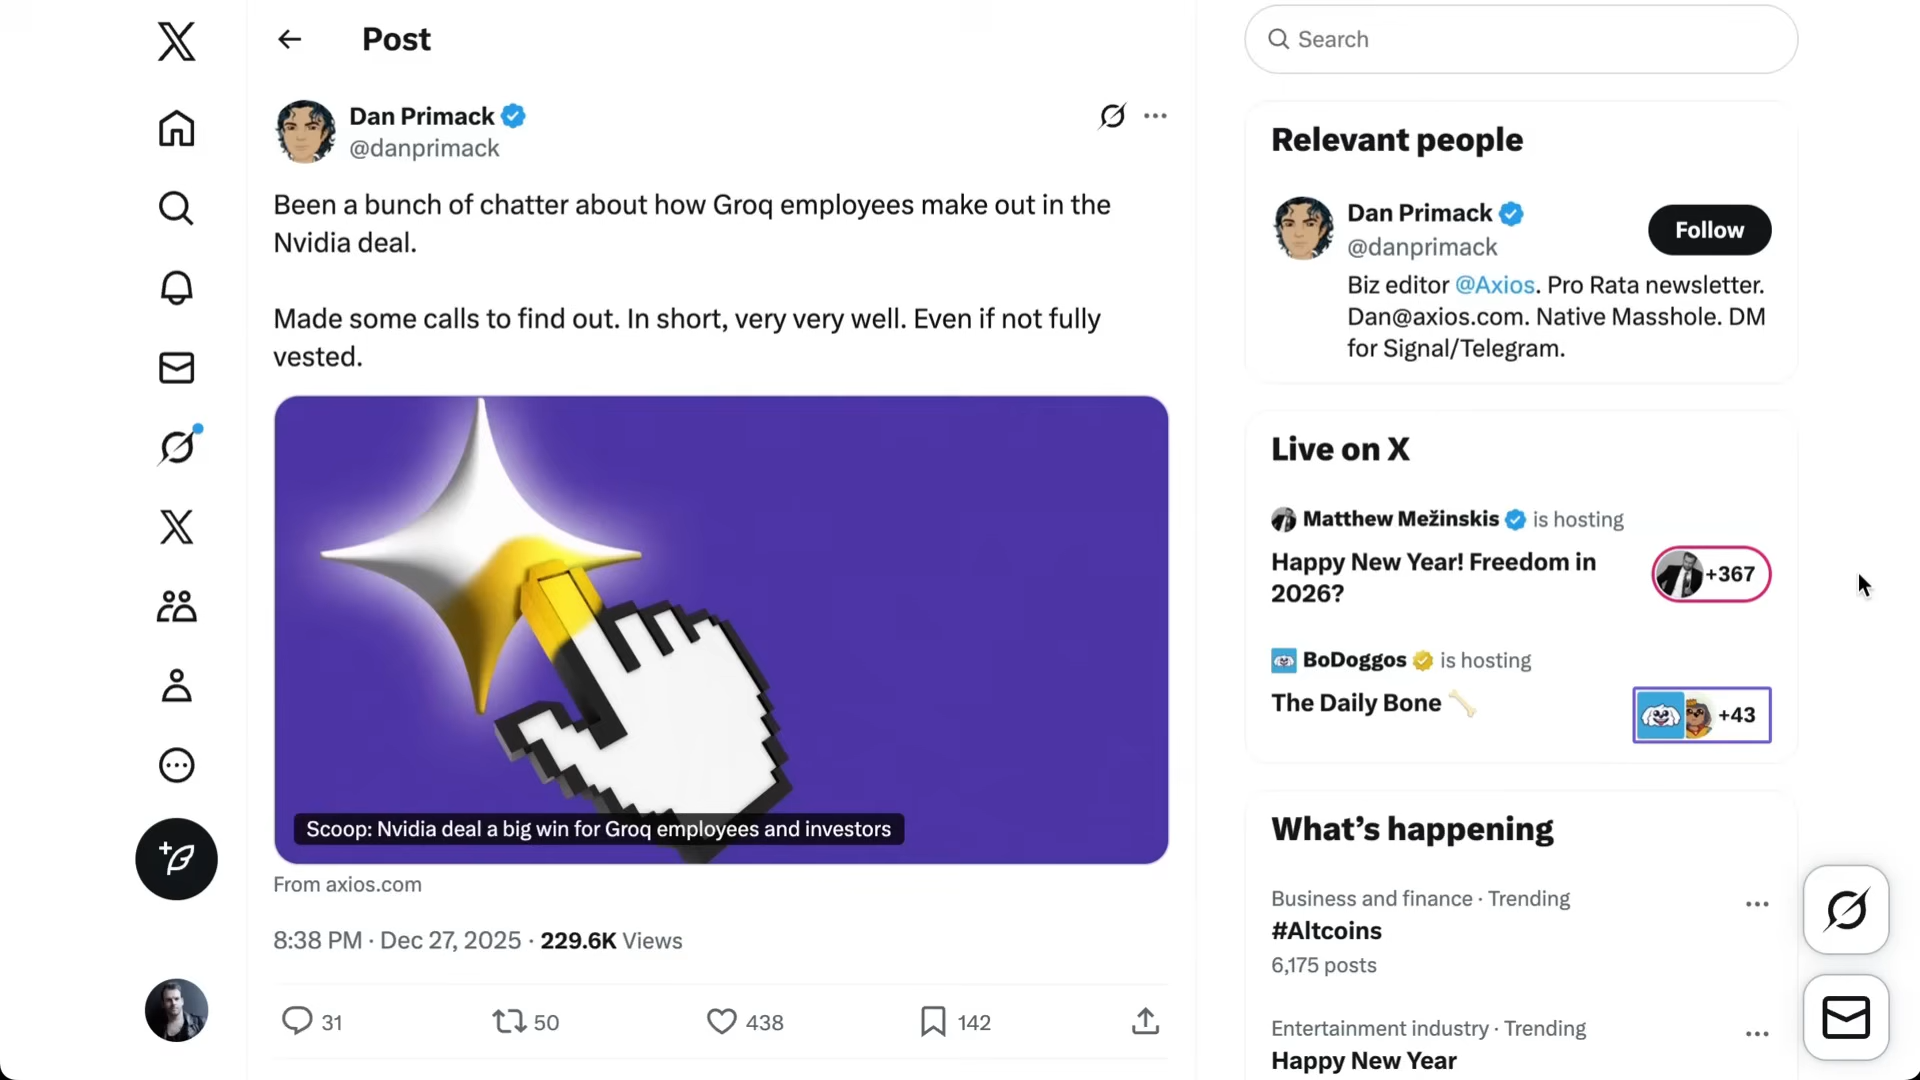 Post
Search
Dan Primack
@danprimack
Been a bunch of chatter about how Groq employees make out in the
Nvidia deal.
Made some calls to find out. In short, very very well. Even if not fully
vested.
Scoop: Nvidia deal a big win for Groq employees and investors
From axios.com
8:38 PM · Dec 27, 2025 · 229.6K Views
31
50
438
142
Relevant people
Dan Primack
@danprimack
Follow
Biz editor @Axios. Pro Rata newsletter.
Dan@axios.com. Native Masshole. DM
for Signal/Telegram.
Live on X
Matthew Mežinskis is hosting
Happy New Year! Freedom in
2026?
+367
BoDoggos is hosting
The Daily Bone 🦴
+43
What’s happening
Business and finance · Trending
#Altcoins
6,175 posts
Entertainment industry · Trending
Happy New Year